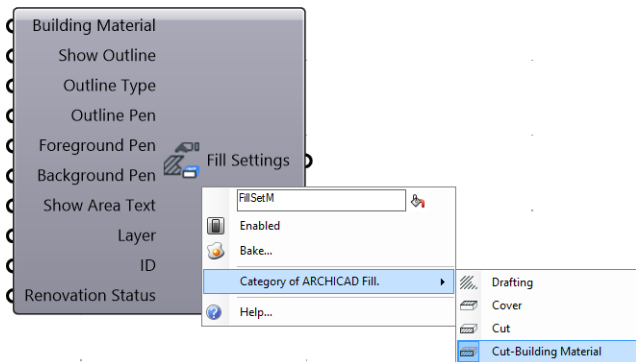 Building Material
Show Outline
Outline Type
Outline Pen
Foreground Pen
Background Pen
Show Area Text
Layer
ID
Renovation Status
Fill Settings
FillSetM
Enabled
Bake...
Category of ARCHICAD Fill.
Help...
Drafting
Cover
Cut
Cut-Building Material